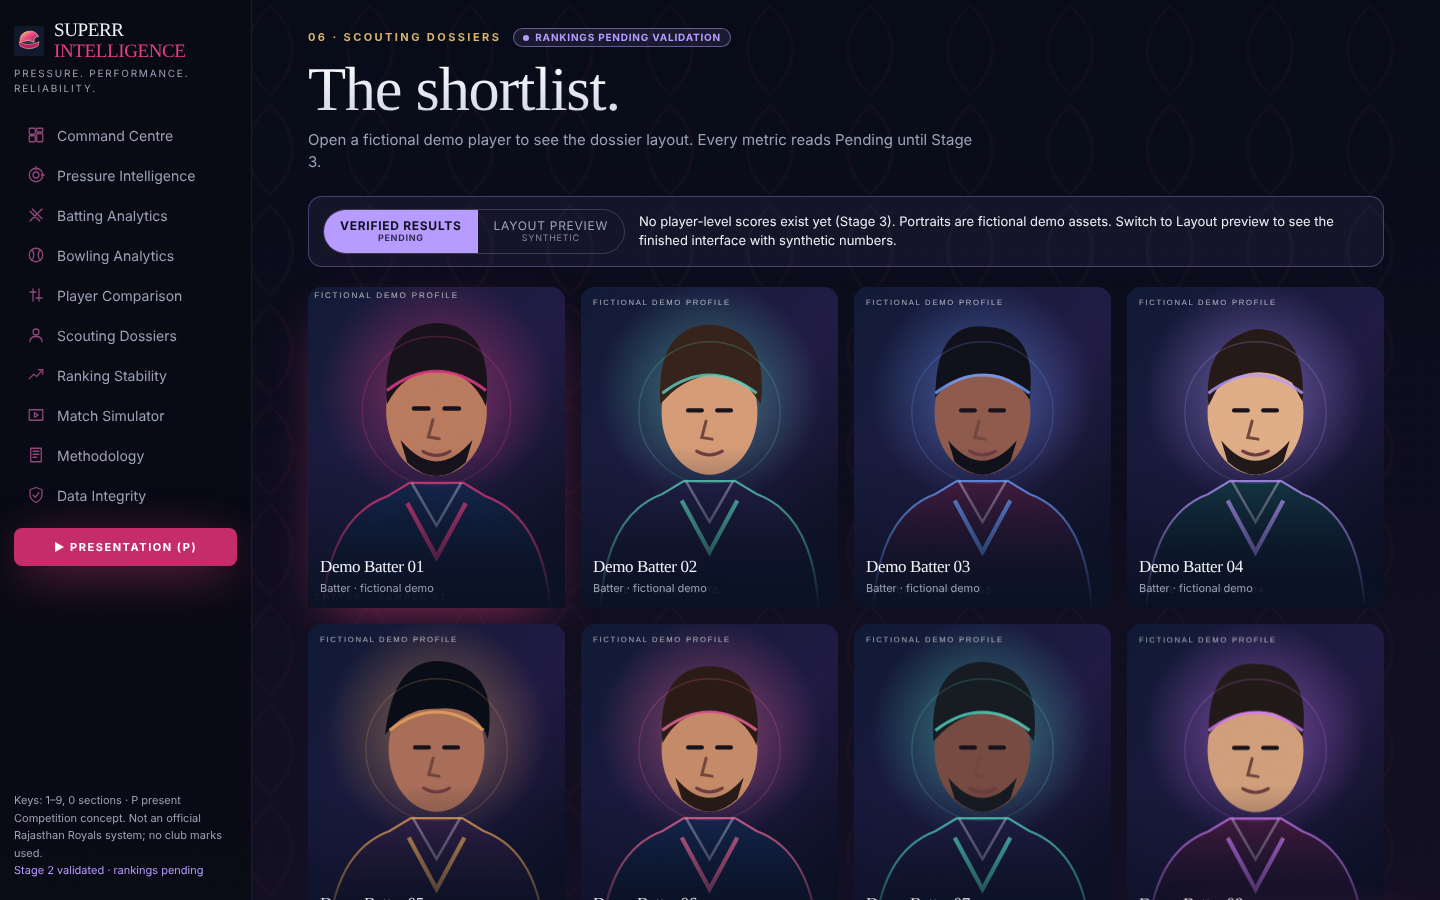 SUPERR
INTELLIGENCE
PRESSURE. PERFORMANCE.
RELIABILITY.
Command Centre
Pressure Intelligence
Batting Analytics
Bowling Analytics
Player Comparison
Scouting Dossiers
Ranking Stability
Match Simulator
Methodology
Data Integrity
▶ PRESENTATION (P)
Keys: 1–9, 0 sections · P present
Competition concept. Not an official
Rajasthan Royals system; no club marks
used.
Stage 2 validated · rankings pending
06 · SCOUTING DOSSIERS
RANKINGS PENDING VALIDATION
The shortlist.
Open a fictional demo player to see the dossier layout. Every metric reads Pending until Stage
3.
VERIFIED RESULTS
PENDING
LAYOUT PREVIEW
SYNTHETIC
No player-level scores exist yet (Stage 3). Portraits are fictional demo assets. Switch to Layout preview to see the
finished interface with synthetic numbers.
FICTIONAL DEMO PROFILE
Demo Batter 01
Batter · fictional demo
FICTIONAL DEMO PROFILE
Demo Batter 02
Batter · fictional demo
FICTIONAL DEMO PROFILE
Demo Batter 03
Batter · fictional demo
FICTIONAL DEMO PROFILE
Demo Batter 04
Batter · fictional demo
FICTIONAL DEMO PROFILE
FICTIONAL DEMO PROFILE
FICTIONAL DEMO PROFILE
FICTIONAL DEMO PROFILE